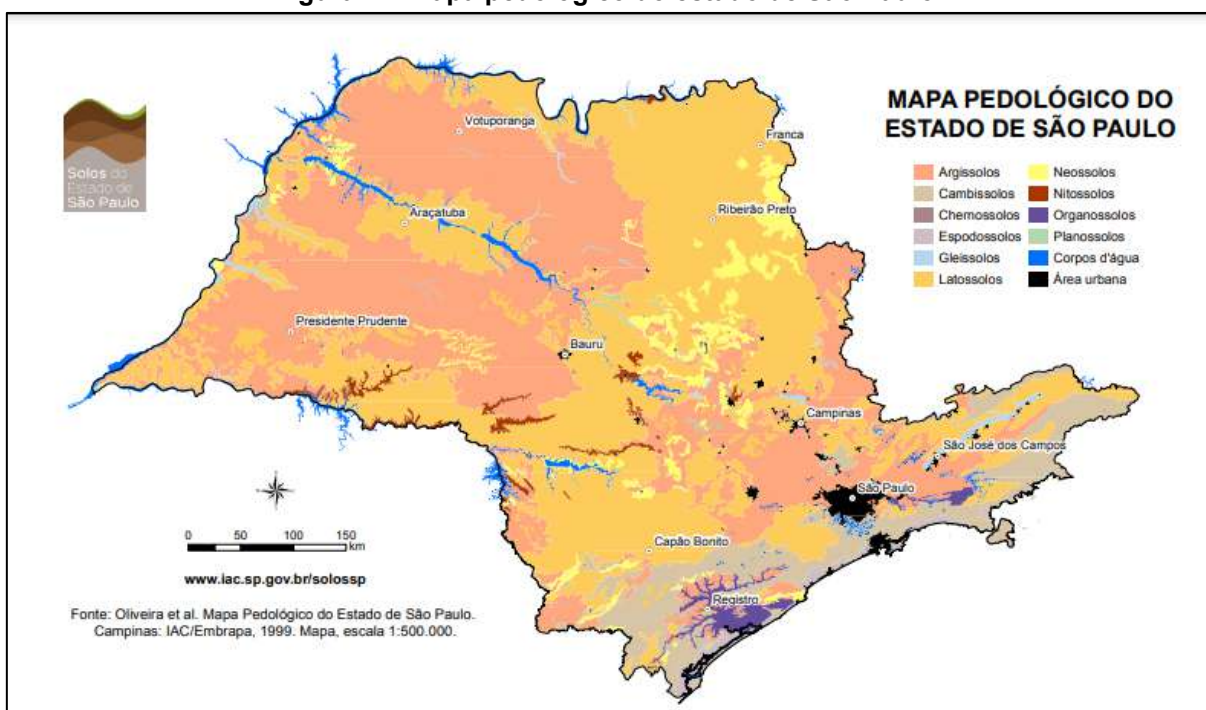 MAPA PEDOLÓGICO DO
ESTADO DE SÃO PAULO
Solos do
Estado de
São Paulo
Argissolos
Cambissolos
Chernossolos
Espodossolos
Gleissolos
Latossolos
Neossolos
Nitossolos
Organossolos
Planossolos
Corpos d'água
Área urbana
Votuporanga
Franca
Araçatuba
Ribeirão Preto
Presidente Prudente
Bauru
Campinas
São José dos Campos
São Paulo
Capão Bonito
Registro
0 50 100 150
km
www.iac.sp.gov.br/solossp
Fonte: Oliveira et al. Mapa Pedológico do Estado de São Paulo.
Campinas: IAC/Embrapa, 1999. Mapa, escala 1:500.000.